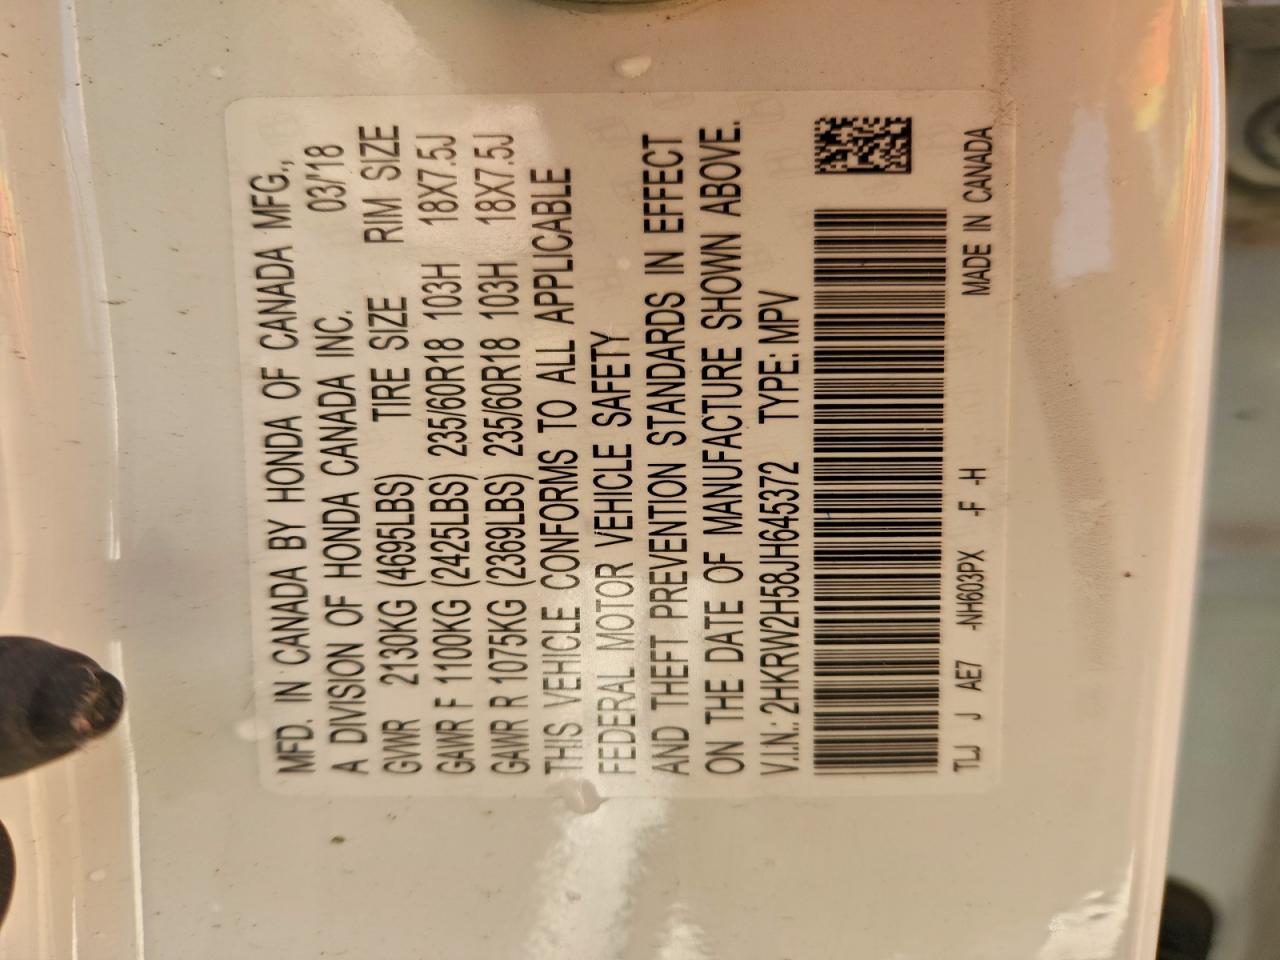 MFD. IN CANADA BY HONDA OF CANADA MFG.,
A DIVISION OF HONDA CANADA INC. 03/18
GVWR 2130KG (4695LBS) TIRE SIZE RIM SIZE
GAWR F 1100KG (2425LBS) 235/60R18 103H 18X7.5J
GAWR R 1075KG (2369LBS) 235/60R18 103H 18X7.5J
THIS VEHICLE CONFORMS TO ALL APPLICABLE
FEDERAL MOTOR VEHICLE SAFETY
AND THEFT PREVENTION STANDARDS IN EFFECT
ON THE DATE OF MANUFACTURE SHOWN ABOVE.
V.I.N.: 2HKRW2H58JH645372 TYPE: MPV
TLJ J AE7 -NH603PX -F -H MADE IN CANADA